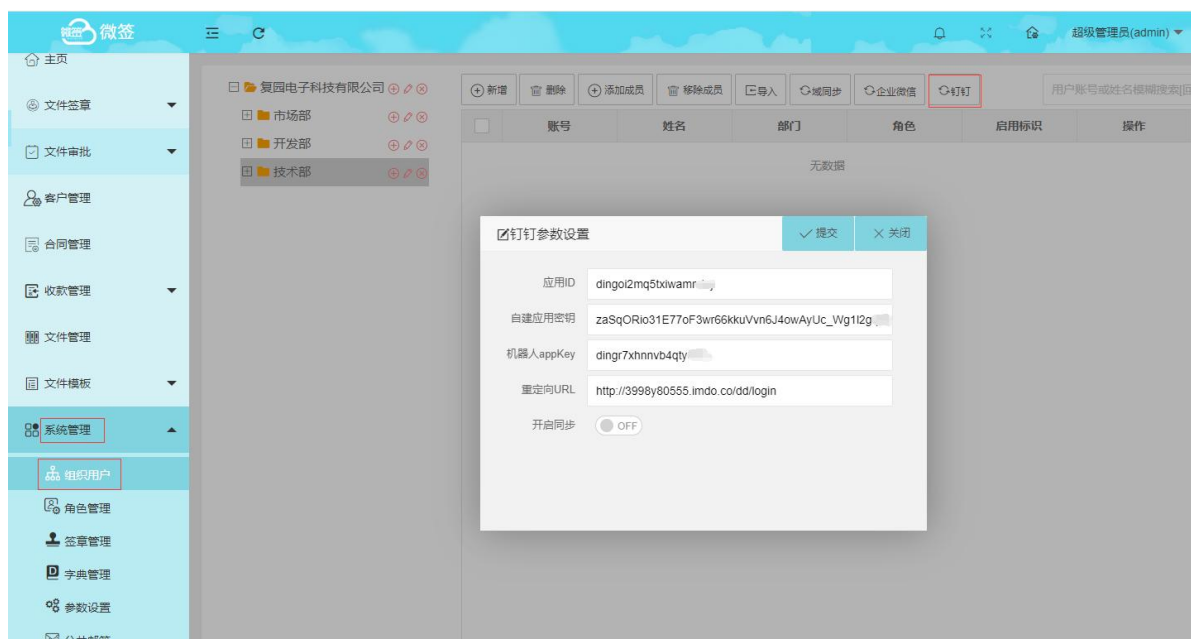 微签
超级管理员(admin)
主页
文件签章
文件审批
客户管理
合同管理
收款管理
文件管理
文件模板
系统管理
组织用户
角色管理
签章管理
字典管理
参数设置
复园电子科技有限公司
市场部
开发部
技术部
新增 删除 添加成员 移除成员 导入 域同步 企业微信 钉钉 用户账号或姓名模糊搜索
账号 姓名 部门 角色 启用标识 操作
无数据
钉钉参数设置 提交 关闭
应用ID dingoi2mq5txiwamr
自建应用密钥 zaSqORio31E77oF3wr66kkuVvn6J4owAyUc_Wg1I2g
机器人appKey dingr7xhnnvb4qty
重定向URL http://3998y80555.imdo.co/dd/login
开启同步 OFF